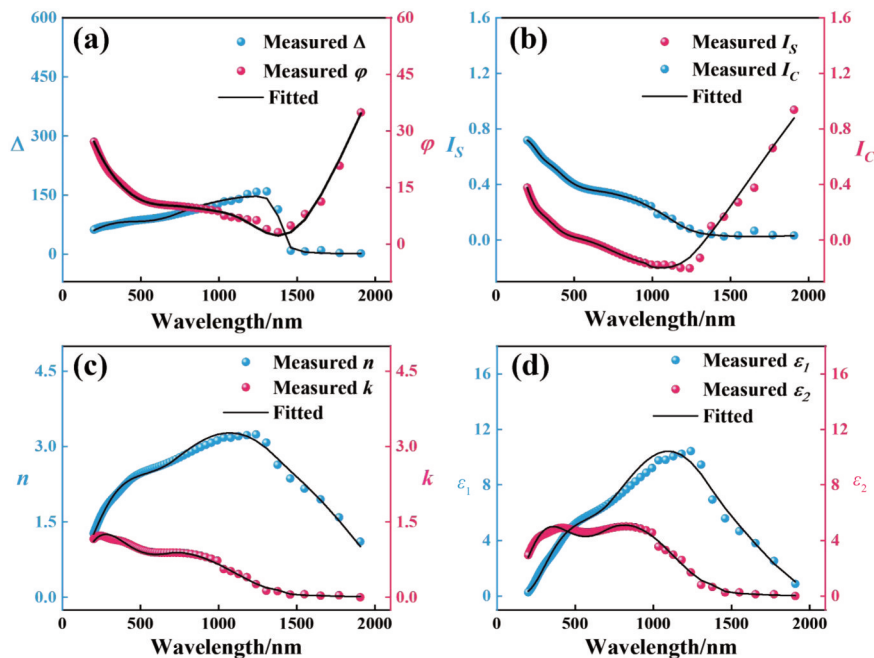 (a)
Measured Δ
Measured φ
Fitted
600
450
300
150
0
Δ
60
45
30
15
0
φ
0 500 1000 1500 2000
Wavelength/nm
(b)
Measured I_S
Measured I_C
Fitted
1.6
1.2
0.8
0.4
0.0
I_S
1.6
1.2
0.8
0.4
0.0
I_C
0 500 1000 1500 2000
Wavelength/nm
(c)
Measured n
Measured k
Fitted
4.5
3.0
1.5
0.0
n
4.5
3.0
1.5
0.0
k
0 500 1000 1500 2000
Wavelength/nm
(d)
Measured ε₁
Measured ε₂
Fitted
16
12
8
4
0
ε₁
16
12
8
4
0
ε₂
0 500 1000 1500 2000
Wavelength/nm